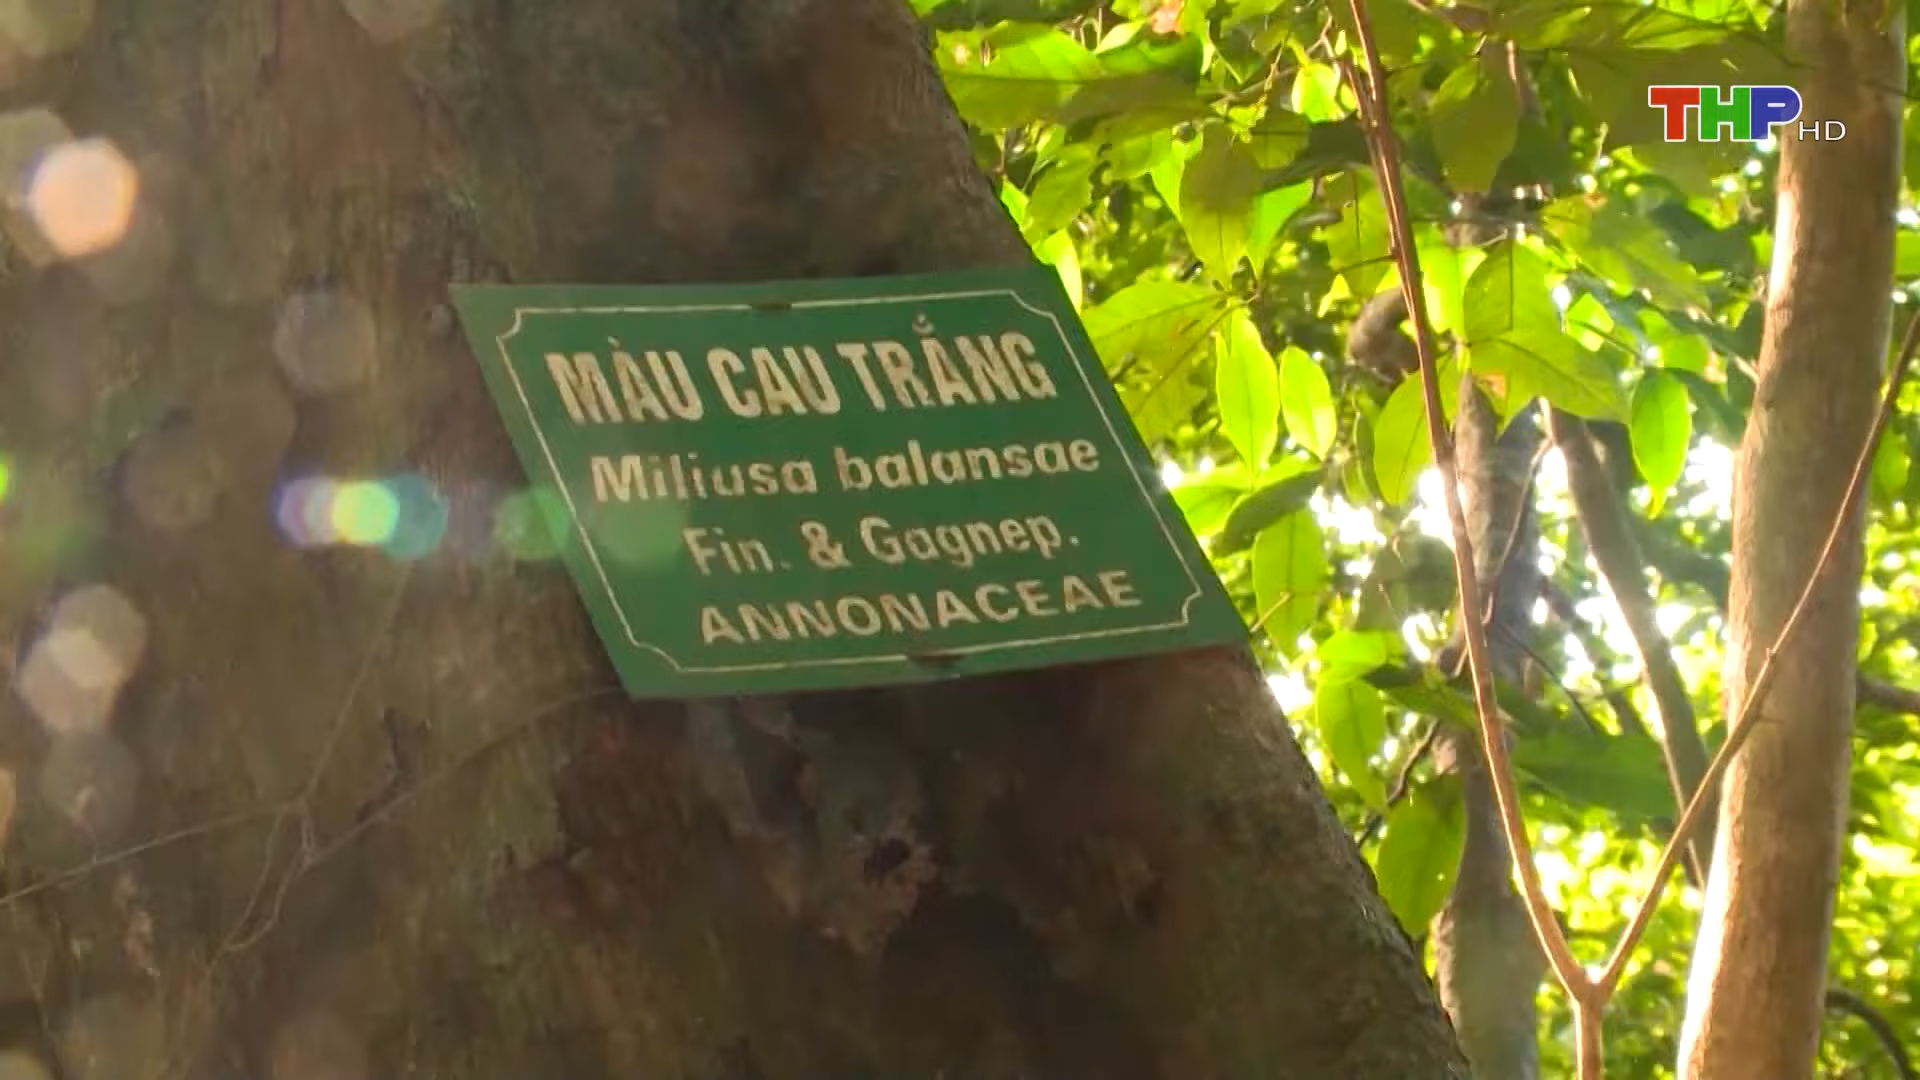 THP HD
MÀU CAU TRẮNG
Miliusa balansae
Fin. & Gagnep.
ANNONACEAE